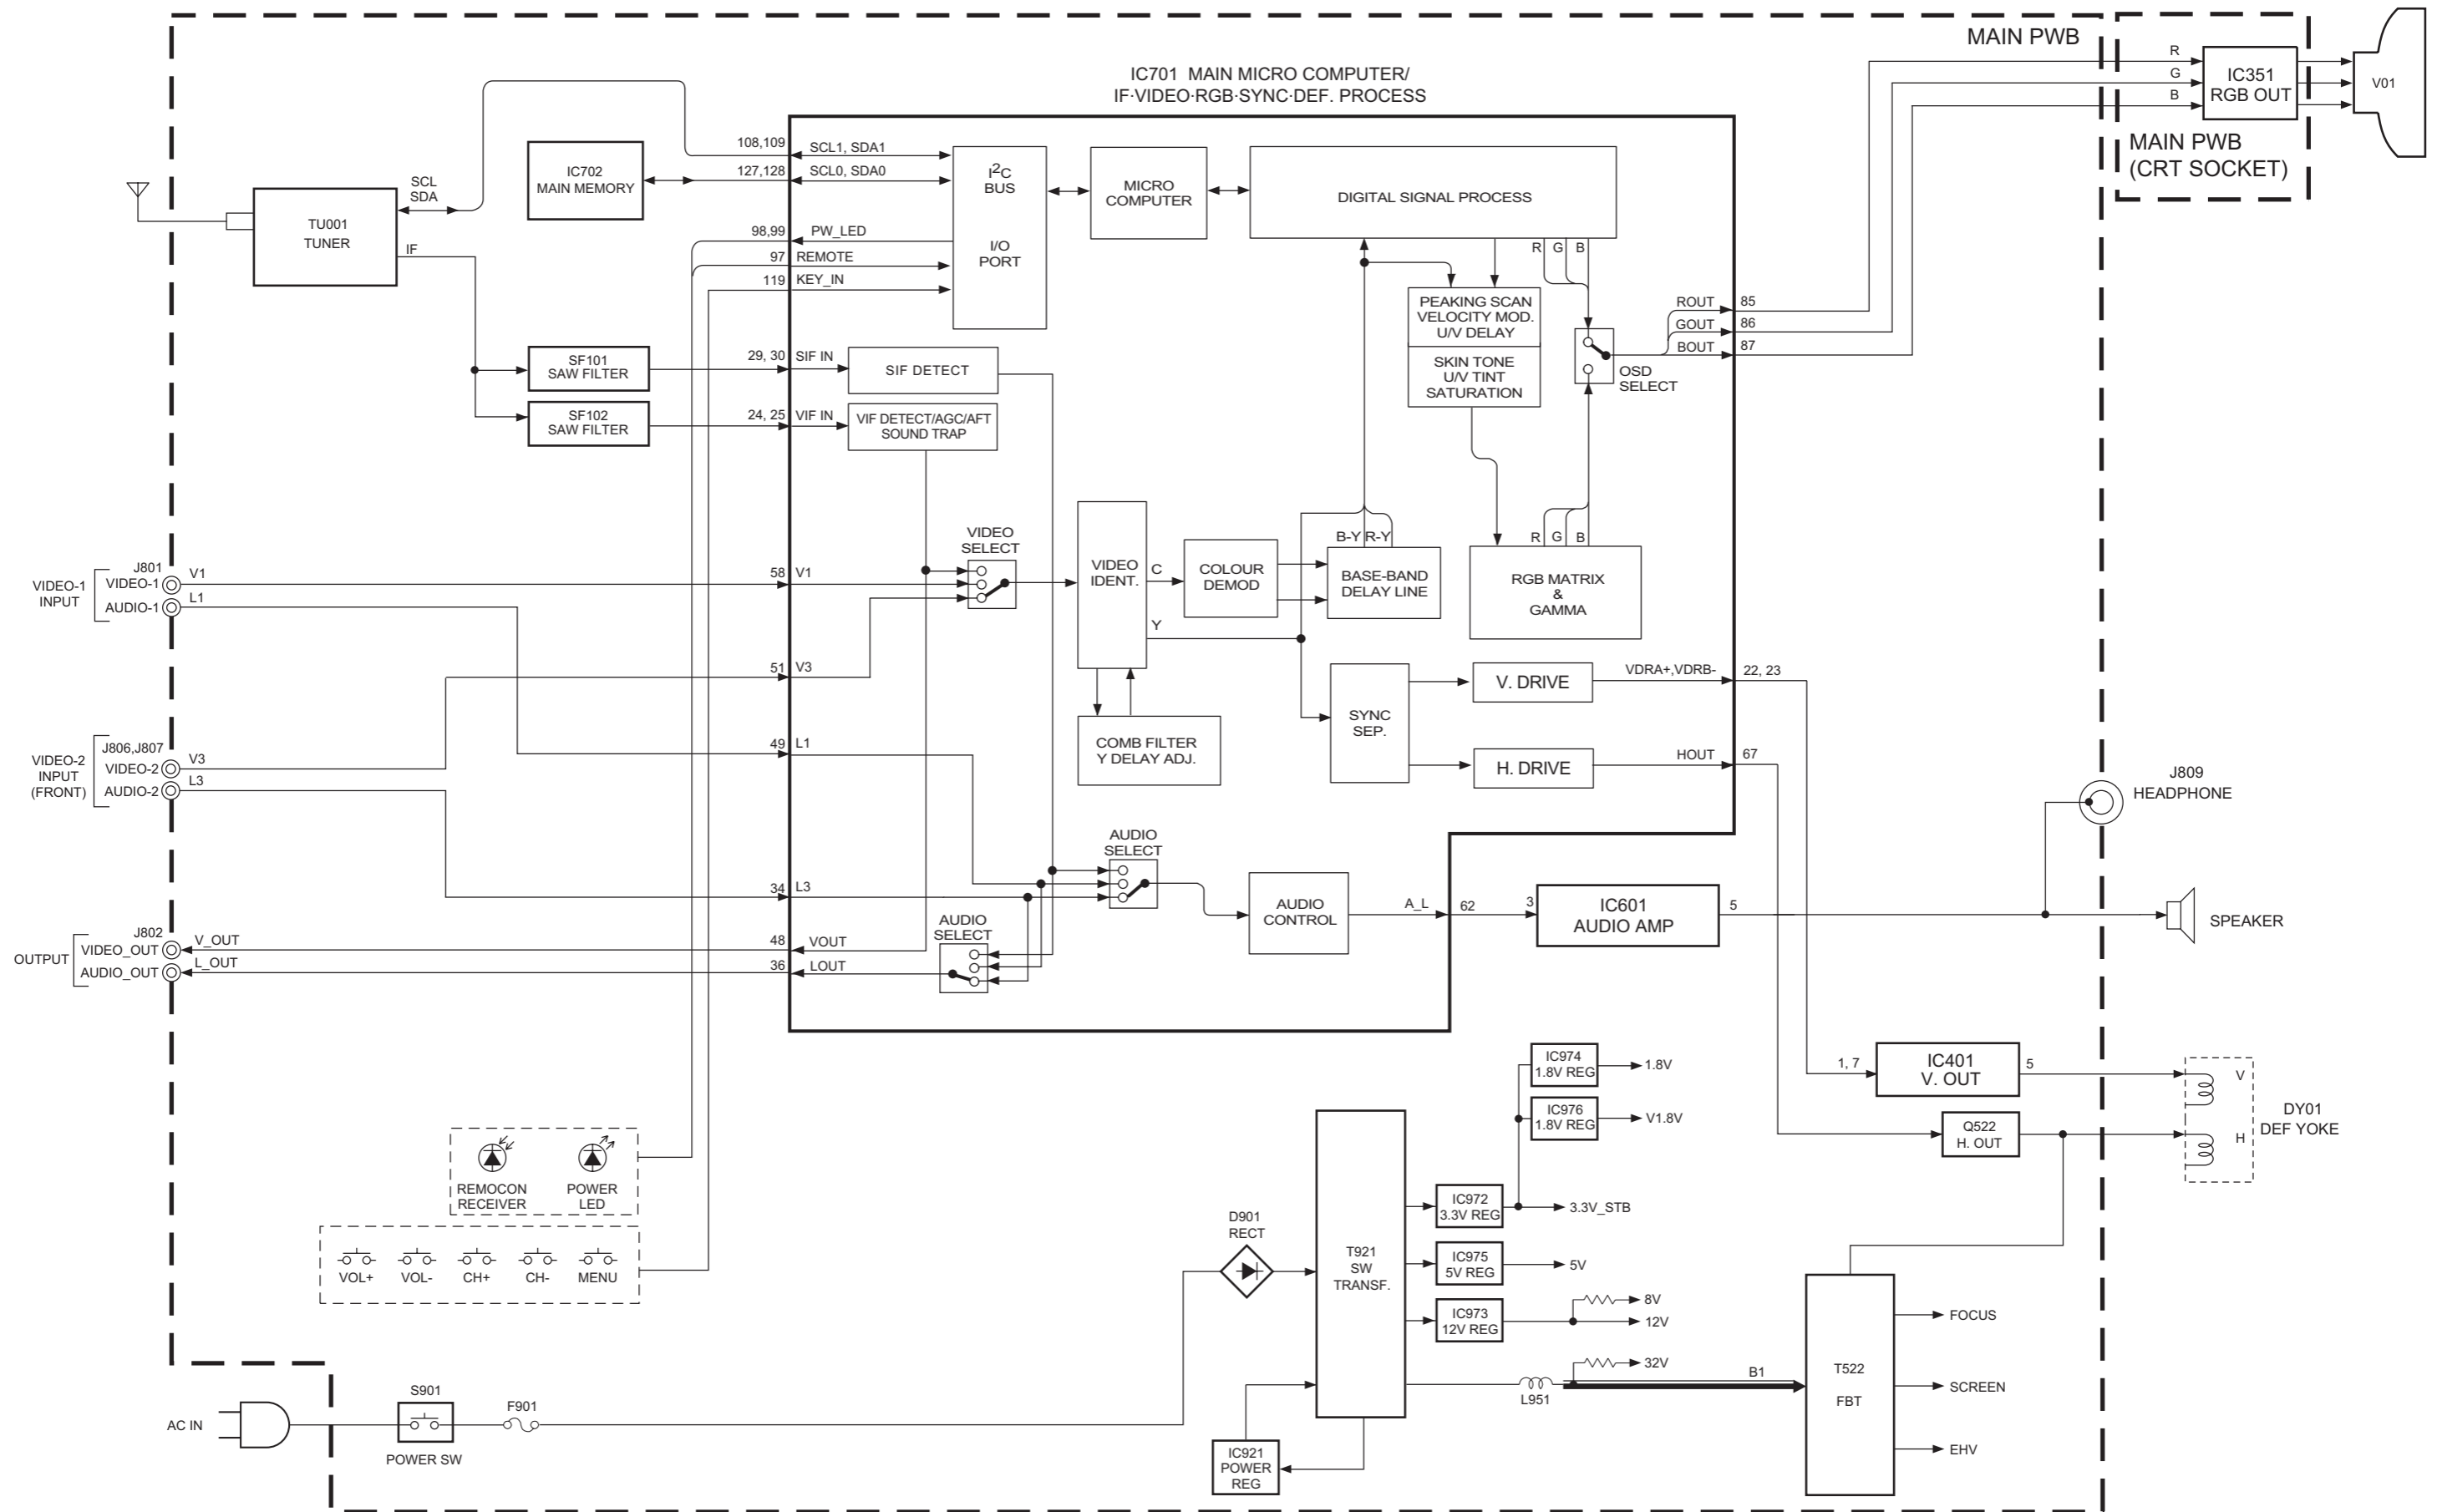 MAIN PWB
IC701 MAIN MICRO COMPUTER/
IF·VIDEO·RGB·SYNC·DEF. PROCESS
R
G
B
IC351
RGB OUT
V01
MAIN PWB
(CRT SOCKET)
TU001
TUNER
SCL
SDA
IF
IC702
MAIN MEMORY
108,109
SCL1, SDA1
127,128
SCL0, SDA0
98,99
PW_LED
97
REMOTE
119
KEY_IN
I2C
BUS
I/O
PORT
MICRO
COMPUTER
DIGITAL SIGNAL PROCESS
R
G
B
PEAKING SCAN
VELOCITY MOD.
U/V DELAY
SKIN TONE
U/V TINT
SATURATION
OSD
SELECT
ROUT
85
GOUT
86
BOUT
87
SF101
SAW FILTER
29, 30
SIF IN
SIF DETECT
SF102
SAW FILTER
24, 25
VIF IN
VIF DETECT/AGC/AFT
SOUND TRAP
VIDEO-1
INPUT
J801
VIDEO-1
V1
AUDIO-1
L1
58
V1
VIDEO
SELECT
VIDEO
IDENT.
C
Y
COLOUR
DEMOD
B-Y
R-Y
BASE-BAND
DELAY LINE
R
G
B
RGB MATRIX
&
GAMMA
51
V3
VIDEO-2
INPUT
(FRONT)
J806,J807
VIDEO-2
V3
AUDIO-2
L3
49
L1
COMB FILTER
Y DELAY ADJ.
SYNC
SEP.
V. DRIVE
VDRA+,VDRB-
22, 23
H. DRIVE
HOUT
67
J809
HEADPHONE
34
L3
AUDIO
SELECT
AUDIO
CONTROL
A_L
62
3
IC601
AUDIO AMP
5
SPEAKER
OUTPUT
J802
VIDEO_OUT
V_OUT
AUDIO_OUT
L_OUT
48
VOUT
36
LOUT
AUDIO
SELECT
1, 7
IC401
V. OUT
5
Q522
H. OUT
V
H
DY01
DEF YOKE
IC974
1.8V REG
1.8V
IC976
1.8V REG
V1.8V
REMOCON
RECEIVER
POWER
LED
VOL+
VOL-
CH+
CH-
MENU
D901
RECT
T921
SW
TRANSF.
IC972
3.3V REG
3.3V_STB
IC975
5V REG
5V
IC973
12V REG
8V
12V
32V
L951
B1
T522
FBT
FOCUS
SCREEN
EHV
AC IN
S901
POWER SW
F901
IC921
POWER
REG